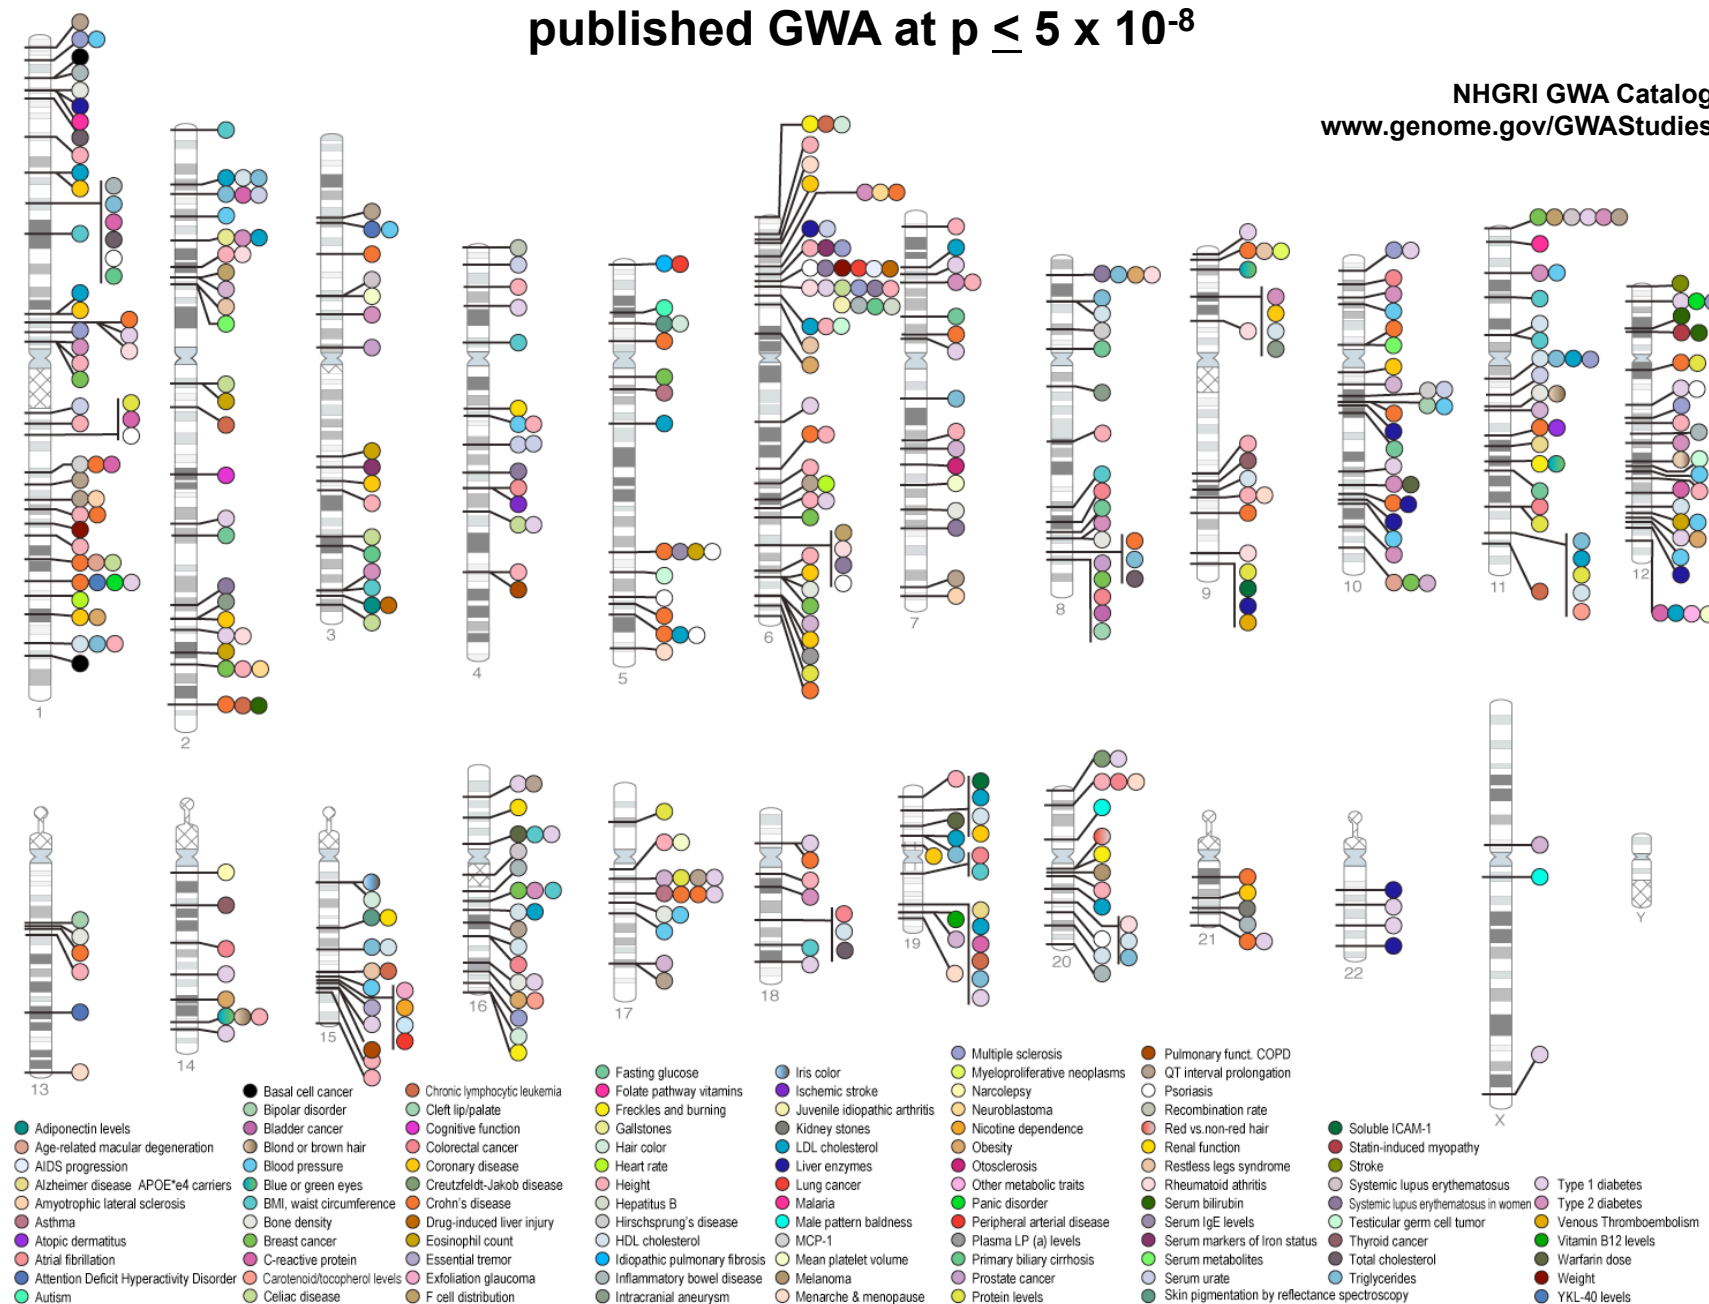 published GWA at p ≤ 5 x 10-8
NHGRI GWA Catalog
www.genome.gov/GWAStudies
1
2
3
4
5
6
7
8
9
10
11
12
13
14
15
16
17
18
19
20
21
22
X
Y
Adiponectin levels
Age-related macular degeneration
AIDS progression
Alzheimer disease APOE*e4 carriers
Amyotrophic lateral sclerosis
Asthma
Atopic dermatitus
Atrial fibrillation
Attention Deficit Hyperactivity Disorder
Autism
Basal cell cancer
Bipolar disorder
Bladder cancer
Blond or brown hair
Blood pressure
Blue or green eyes
BMI, waist circumference
Bone density
Breast cancer
C-reactive protein
Carotenoid/tocopherol levels
Celiac disease
Chronic lymphocytic leukemia
Cleft lip/palate
Cognitive function
Colorectal cancer
Coronary disease
Creutzfeldt-Jakob disease
Crohn's disease
Drug-induced liver injury
Eosinophil count
Essential tremor
Exfoliation glaucoma
F cell distribution
Fasting glucose
Folate pathway vitamins
Freckles and burning
Gallstones
Hair color
Heart rate
Height
Hepatitus B
Hirschsprung's disease
HDL cholesterol
Idiopathic pulmonary fibrosis
Inflammatory bowel disease
Intracranial aneurysm
Iris color
Ischemic stroke
Juvenile idiopathic arthritis
Kidney stones
LDL cholesterol
Liver enzymes
Lung cancer
Malaria
Male pattern baldness
MCP-1
Mean platelet volume
Melanoma
Menarche & menopause
Multiple sclerosis
Myeloproliferative neoplasms
Narcolepsy
Neuroblastoma
Nicotine dependence
Obesity
Otosclerosis
Other metabolic traits
Panic disorder
Peripheral arterial disease
Plasma LP (a) levels
Primary biliary cirrhosis
Prostate cancer
Protein levels
Pulmonary funct. COPD
QT interval prolongation
Psoriasis
Recombination rate
Red vs.non-red hair
Renal function
Restless legs syndrome
Rheumatoid athritis
Serum bilirubin
Serum IgE levels
Serum markers of Iron status
Serum metabolites
Serum urate
Skin pigmentation by reflectance spectroscopy
Soluble ICAM-1
Statin-induced myopathy
Stroke
Systemic lupus erythematosus
Systemic lupus erythematosus in women
Testicular germ cell tumor
Thyroid cancer
Total cholesterol
Triglycerides
Type 1 diabetes
Type 2 diabetes
Venous Thromboembolism
Vitamin B12 levels
Warfarin dose
Weight
YKL-40 levels